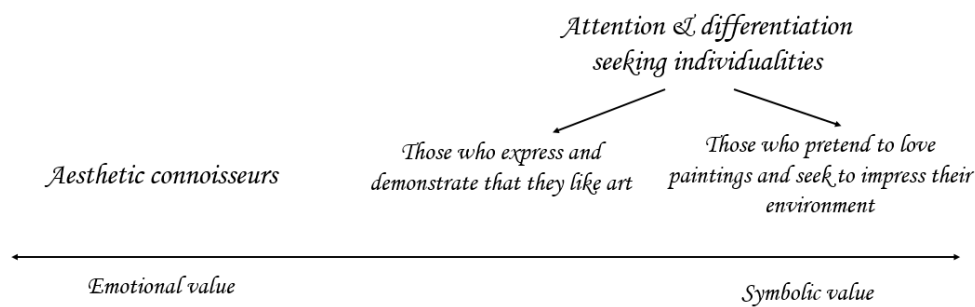 Attention & differentiation
seeking individualities
Those who express and
demonstrate that they like art
Those who pretend to love
paintings and seek to impress their
environment
Aesthetic connoisseurs
Emotional value
Symbolic value